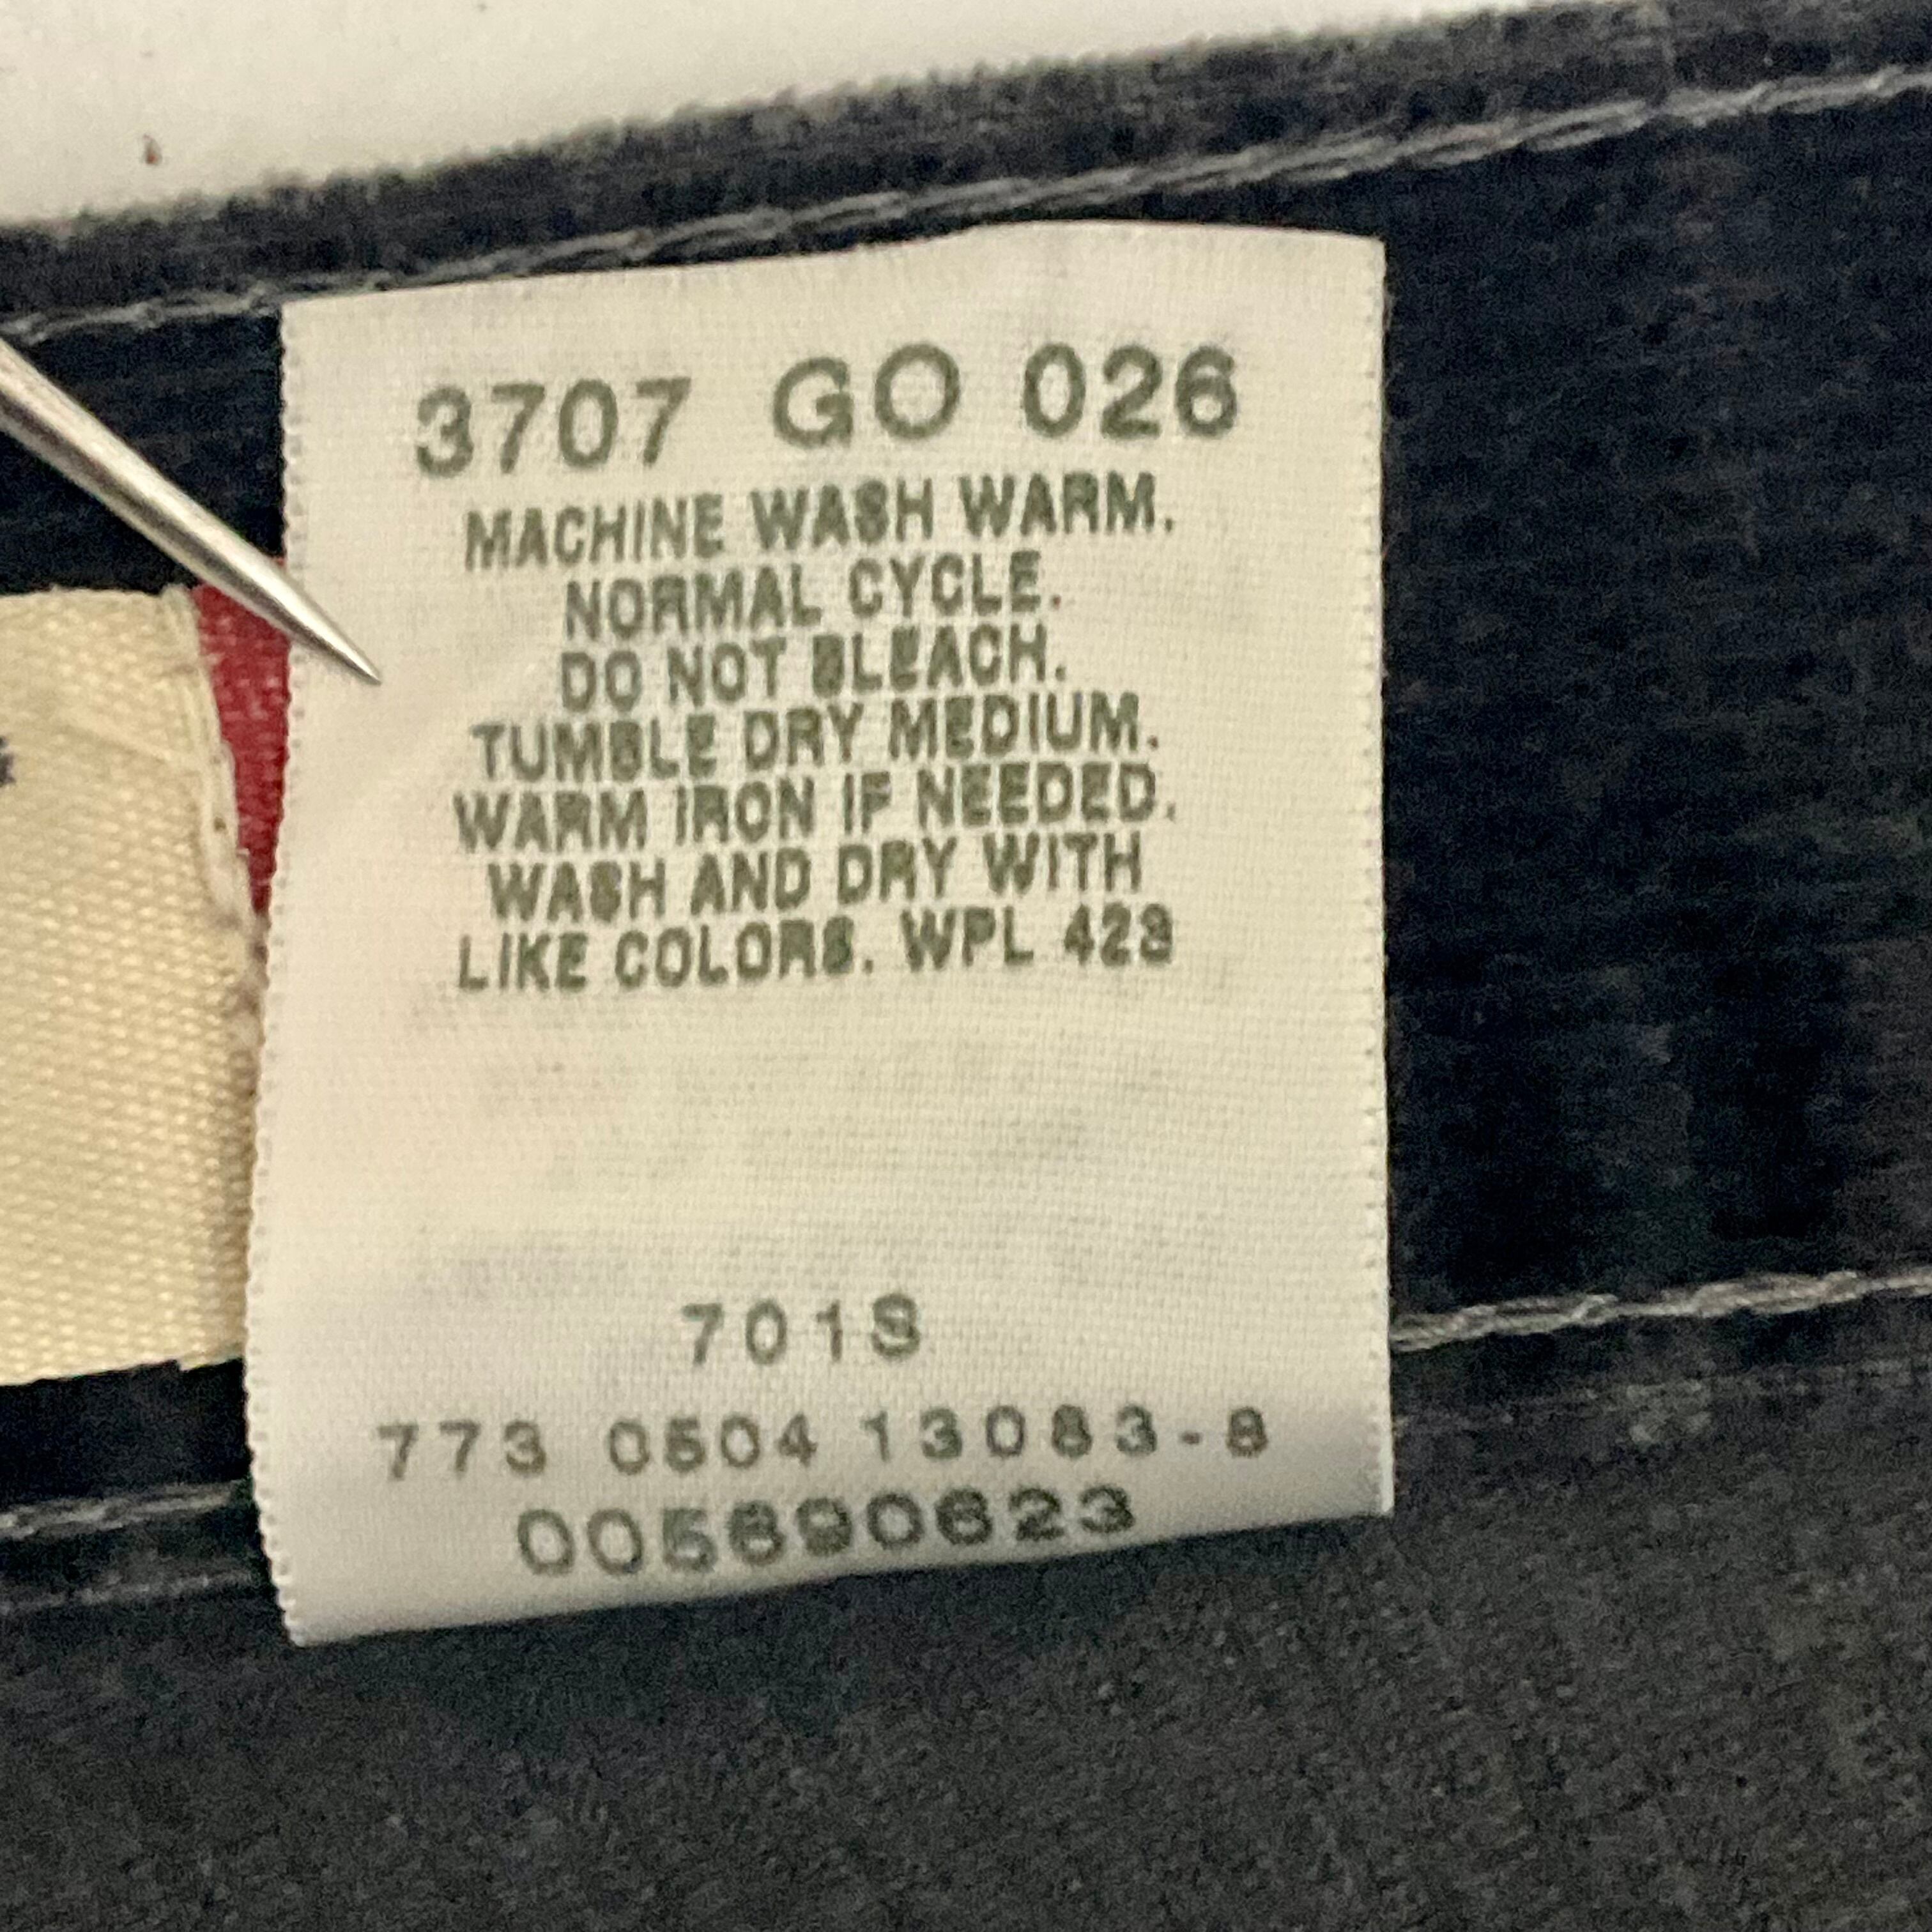 3707 GO 026
MACHINE WASH WARM.
NORMAL CYCLE.
DO NOT BLEACH.
TUMBLE DRY MEDIUM.
WARM IRON IF NEEDED.
WASH AND DRY WITH
LIKE COLORS. WPL 423
701S
773 0504 13083-8
005690623